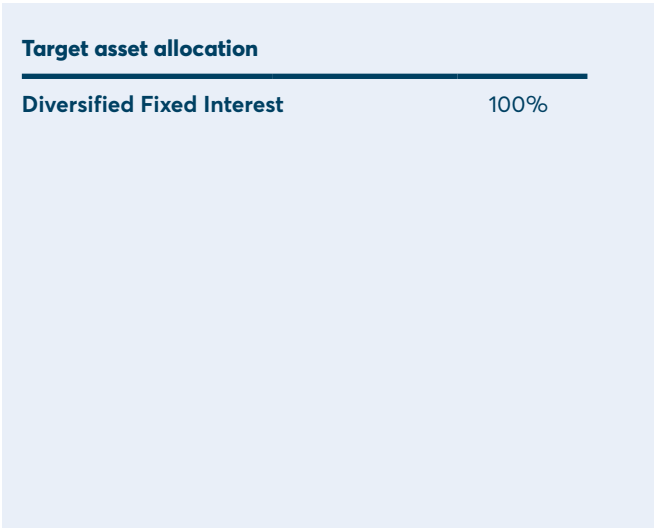 Target asset allocation
Diversified Fixed Interest 100%